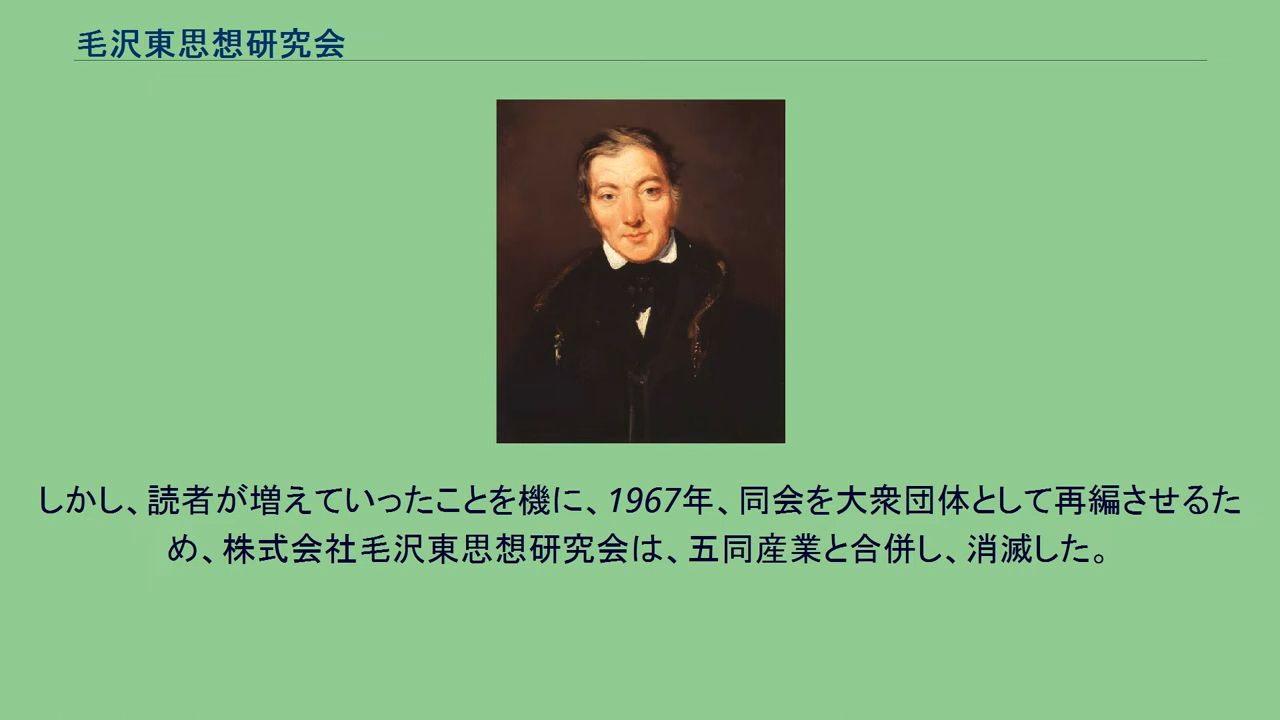 毛沢東思想研究会
しかし、読者が増えていったことを機に、1967年、同会を大衆団体として再編させるた
め、株式会社毛沢東思想研究会は、五同産業と合併し、消滅した。